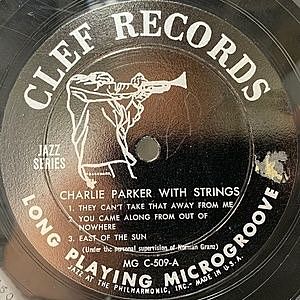 CLEF RECORDS
JAZZ
SERIES
TRADEMARK
CHARLIE PARKER WITH STRINGS
1. THEY CAN'T TAKE THAT AWAY FROM ME
2. YOU CAME ALONG FROM OUT OF
NOWHERE
3. EAST OF THE SUN
(Under the personal supervision of Norman Granz)
MG C-509-A
LONG PLAYING MICROGROOVE
JAZZ AT THE PHILHARMONIC, INC.-MADE IN U.S.A.